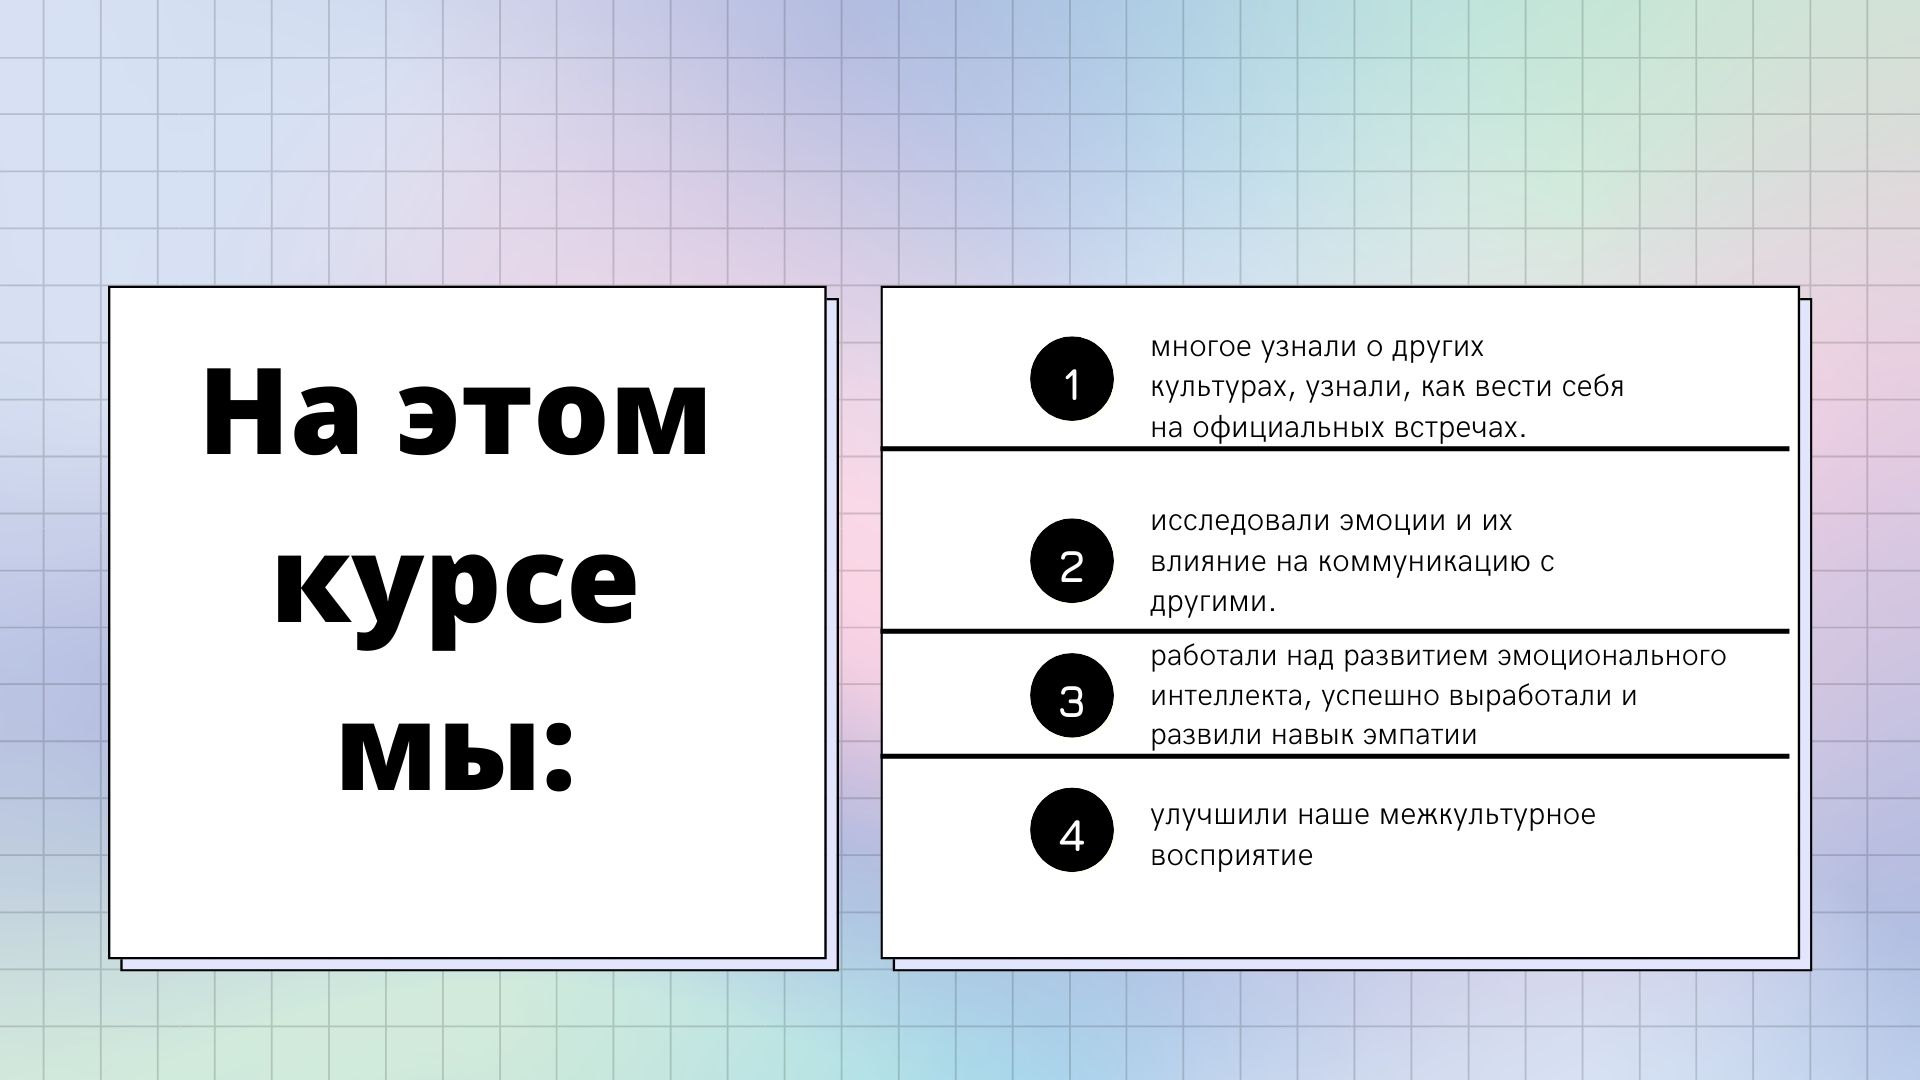 На этом
курсе
мы:
1
многое узнали о других
культурах, узнали, как вести себя
на официальных встречах.
2
исследовали эмоции и их
влияние на коммуникацию с
другими.
3
работали над развитием эмоционального
интеллекта, успешно выработали и
развили навык эмпатии
4
улучшили наше межкультурное
восприятие